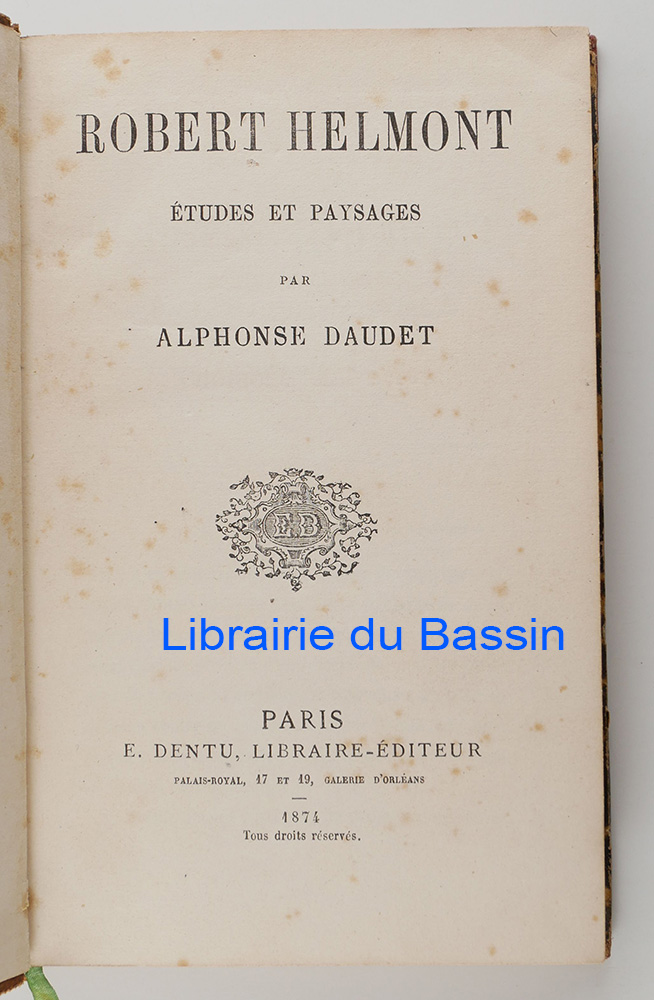 ROBERT HELMONT
ÉTUDES ET PAYSAGES
PAR
ALPHONSE DAUDET
Librairie du Bassin
PARIS
E. DENTU, LIBRAIRE-ÉDITEUR
PALAIS-ROYAL, 17 ET 19, GALERIE D'ORLÉANS
1874
Tous droits réservés.